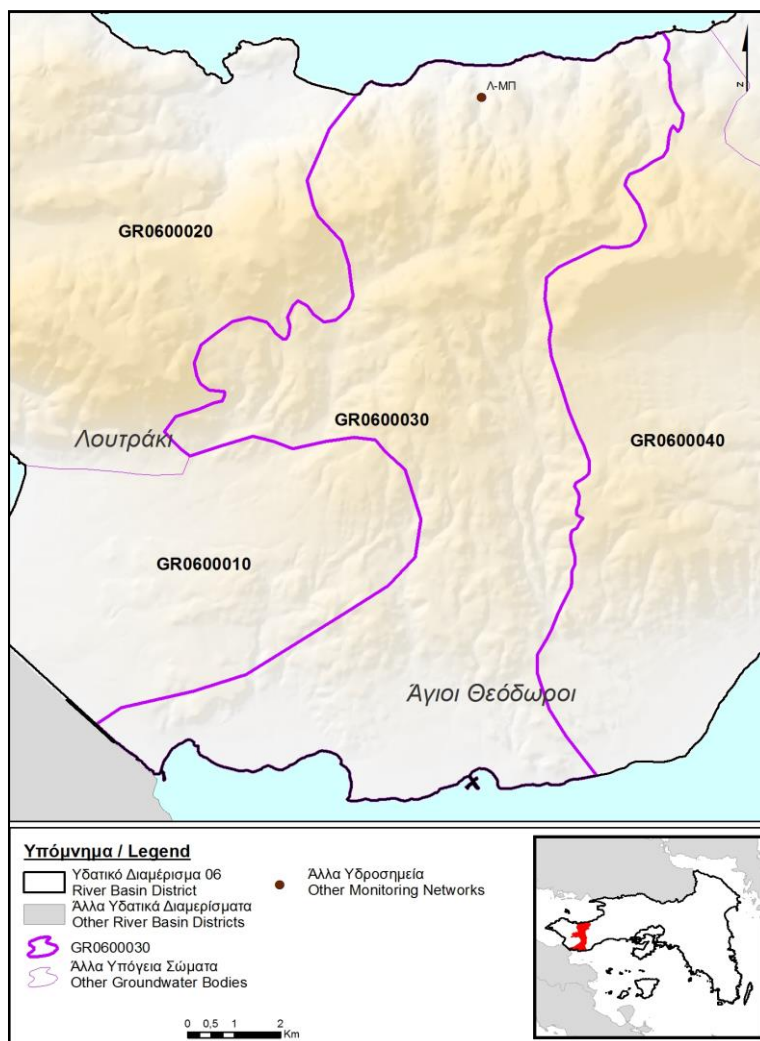 Λ-ΜΠ
Z
GR0600020
GR0600030
Λουτράκι
GR0600040
GR0600010
Άγιοι Θεόδωροι
Υπόμνημα / Legend
Υδατικό Διαμέρισμα 06
River Basin District
Άλλα Υδατικά Διαμερίσματα
Other River Basin Districts
GR0600030
Άλλα Υπόγεια Σώματα
Other Groundwater Bodies
Άλλα Υδροσημεία
Other Monitoring Networks
0 0,5 1 2
Km